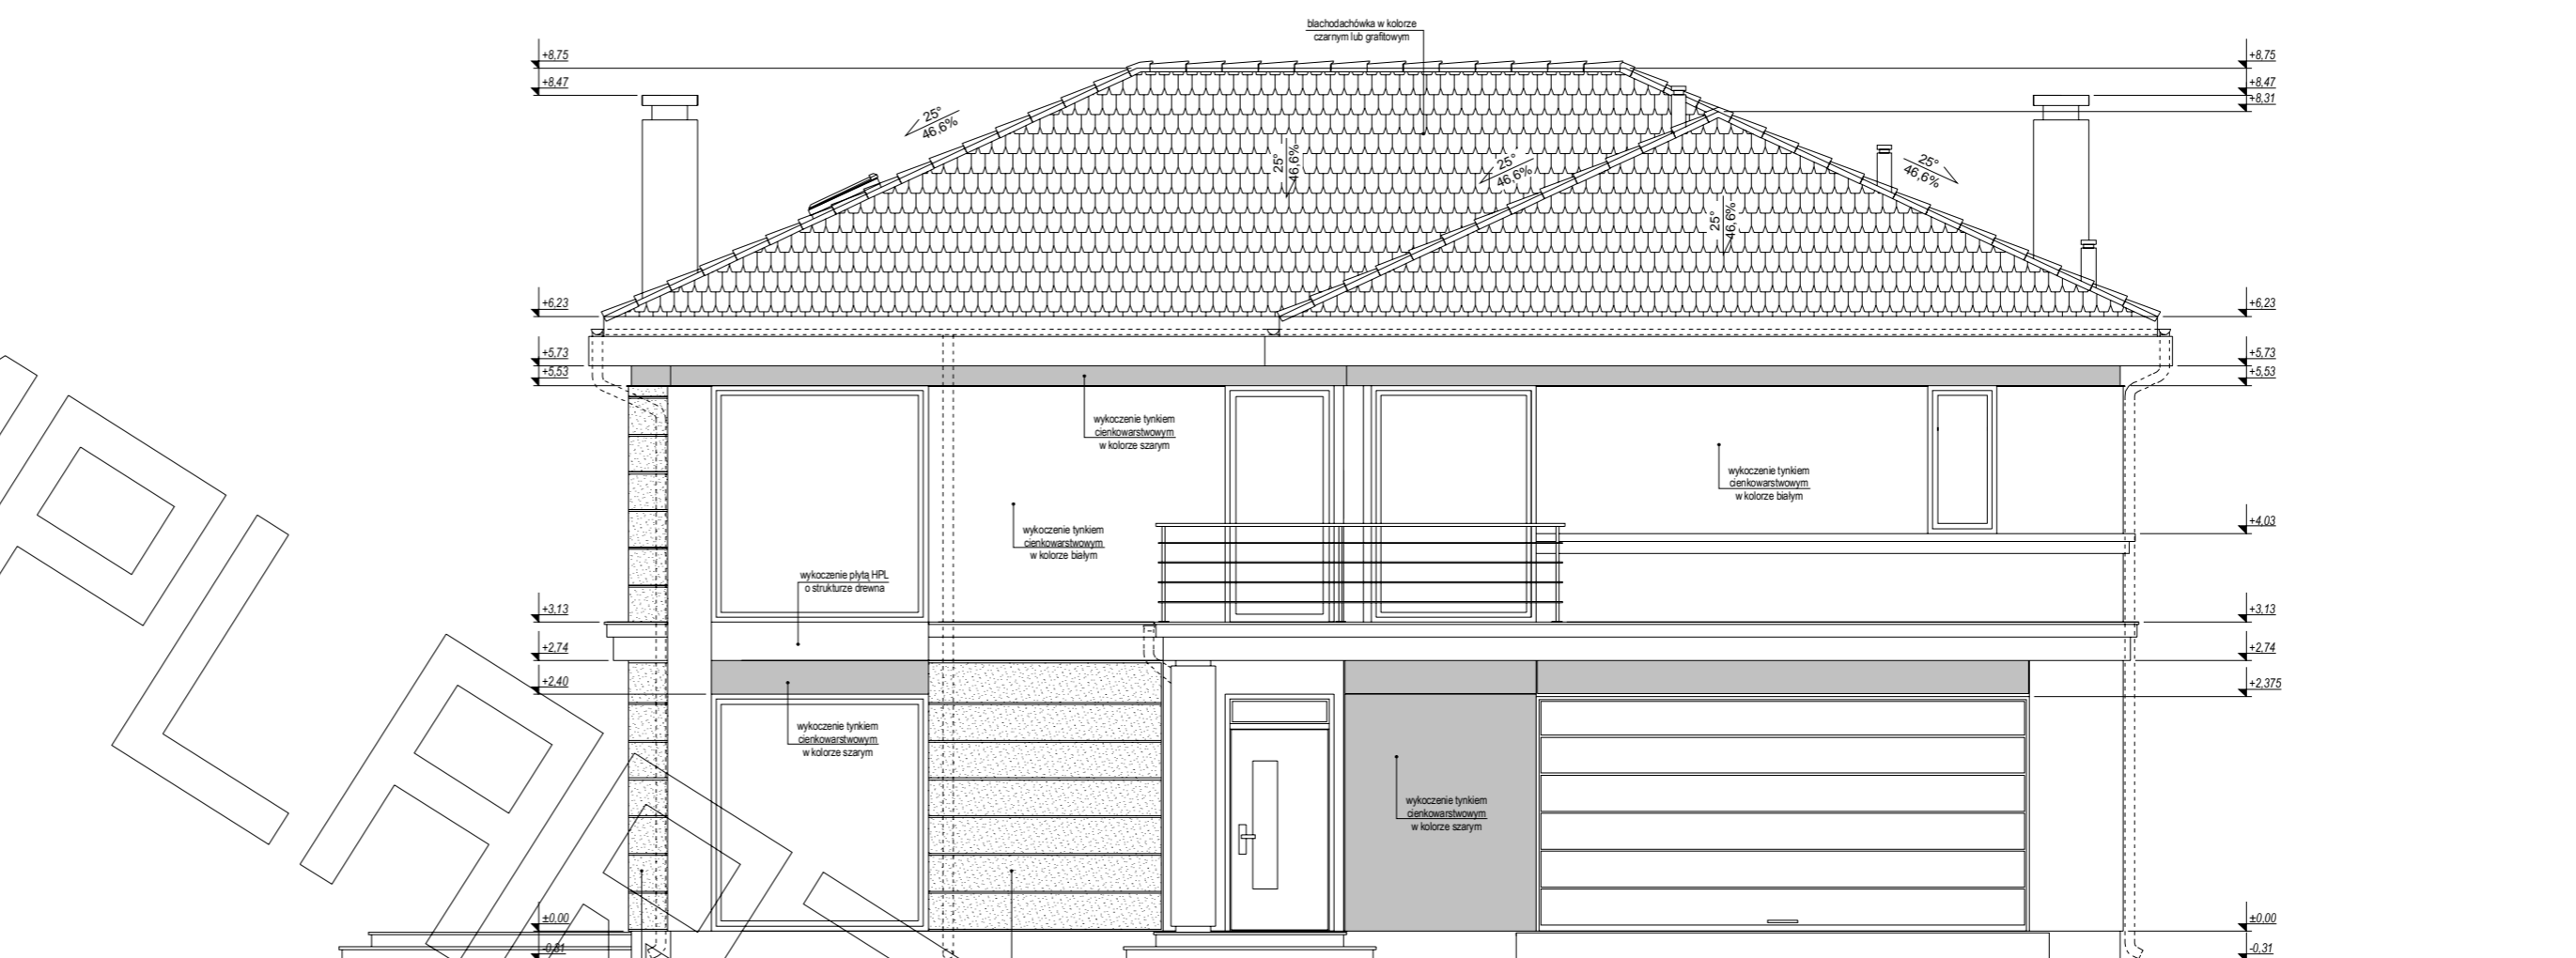 blachodachówka w kolorze
czarnym lub grafitowym
+8,75
+8,47
+8,75
+8,47
+8,31
25°
46,6%
25°
46,6%
25°
46,6%
25°
46,6%
25°
46,6%
+6,23
+6,23
+5,73
+5,53
+5,73
+5,53
wykoczenie tynkiem
cienkowarstwowym
w kolorze szarym
wykoczenie tynkiem
cienkowarstwowym
w kolorze białym
wykoczenie tynkiem
cienkowarstwowym
w kolorze białym
+4,03
wykoczenie płytą HPL
o strukturze drewna
+3,13
+3,13
+2,74
+2,74
+2,40
+2,375
wykoczenie tynkiem
cienkowarstwowym
w kolorze szarym
wykoczenie tynkiem
cienkowarstwowym
w kolorze szarym
±0,00
±0,00
-0,31
-0,31